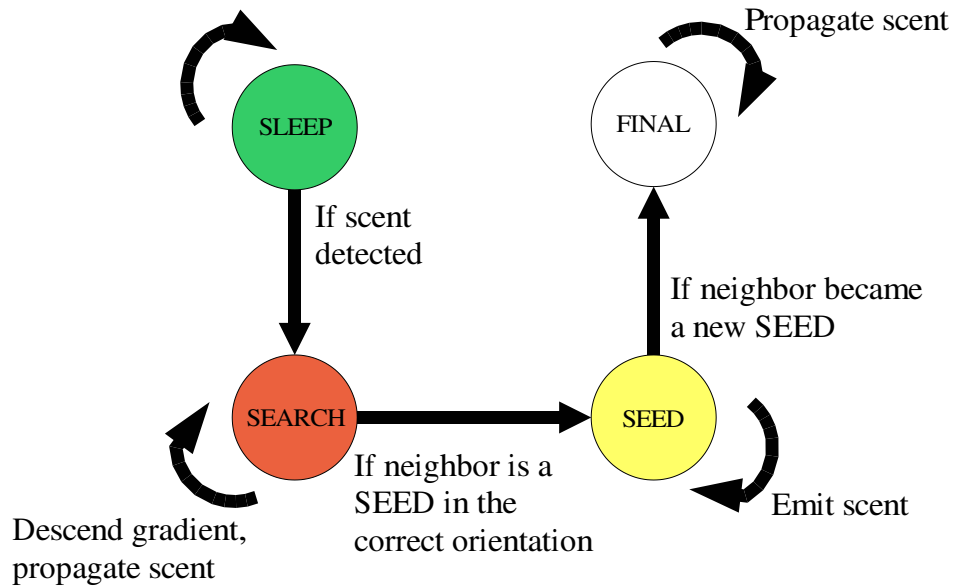 Propagate scent
SLEEP
FINAL
If scent
detected
If neighbor became
a new SEED
SEARCH
SEED
If neighbor is a
SEED in the
correct orientation
Emit scent
Descend gradient,
propagate scent